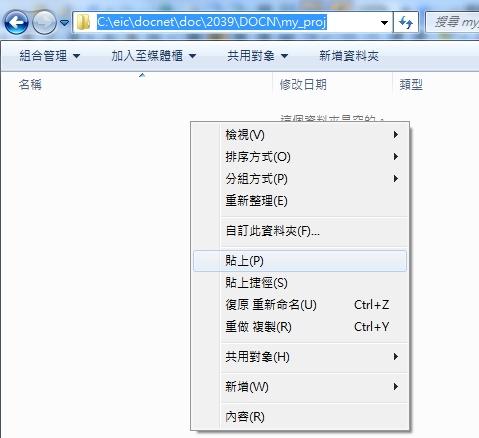 C:\eic\docnet\doc\2039\DOCN\my_proj
搜尋 my
組合管理 加入至媒體櫃 共用對象 新增資料夾
名稱 修改日期 類型
這個資料夾是空的。
檢視(V)
排序方式(O)
分組方式(P)
重新整理(E)
自訂此資料夾(F)...
貼上(P)
貼上捷徑(S)
復原 重新命名(U) Ctrl+Z
重做 複製(R) Ctrl+Y
共用對象(H)
新增(W)
內容(R)